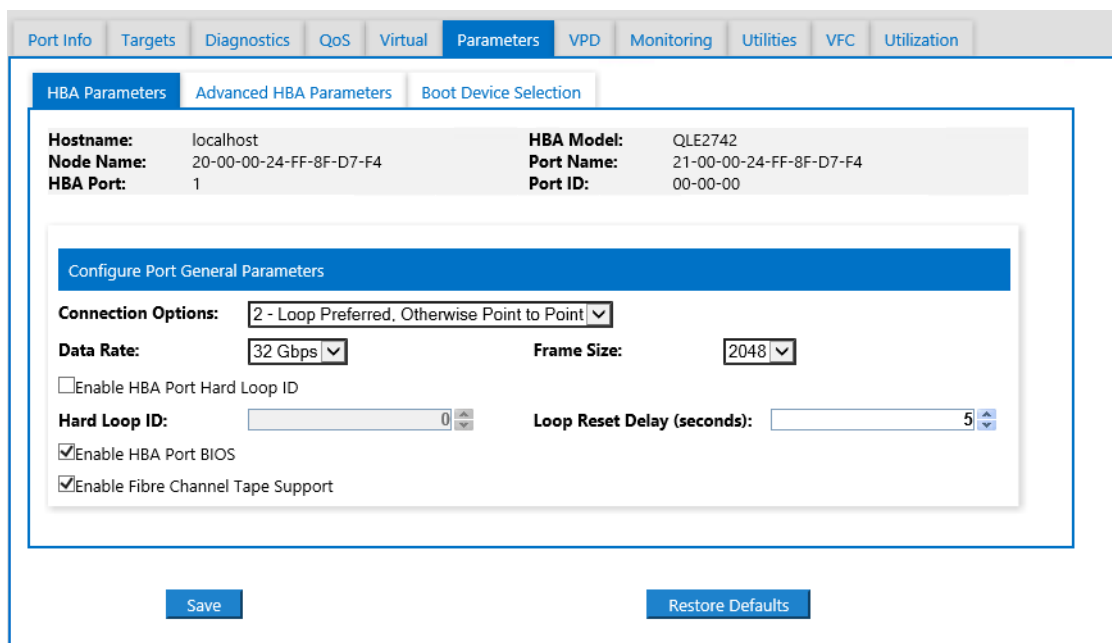 Port Info Targets Diagnostics QoS Virtual Parameters VPD Monitoring Utilities VFC Utilization
HBA Parameters Advanced HBA Parameters Boot Device Selection
Hostname: localhost HBA Model: QLE2742
Node Name: 20-00-00-24-FF-8F-D7-F4 Port Name: 21-00-00-24-FF-8F-D7-F4
HBA Port: 1 Port ID: 00-00-00
Configure Port General Parameters
Connection Options: 2 - Loop Preferred, Otherwise Point to Point
Data Rate: 32 Gbps Frame Size: 2048
Enable HBA Port Hard Loop ID
Hard Loop ID: 0 Loop Reset Delay (seconds): 5
Enable HBA Port BIOS
Enable Fibre Channel Tape Support
Save Restore Defaults